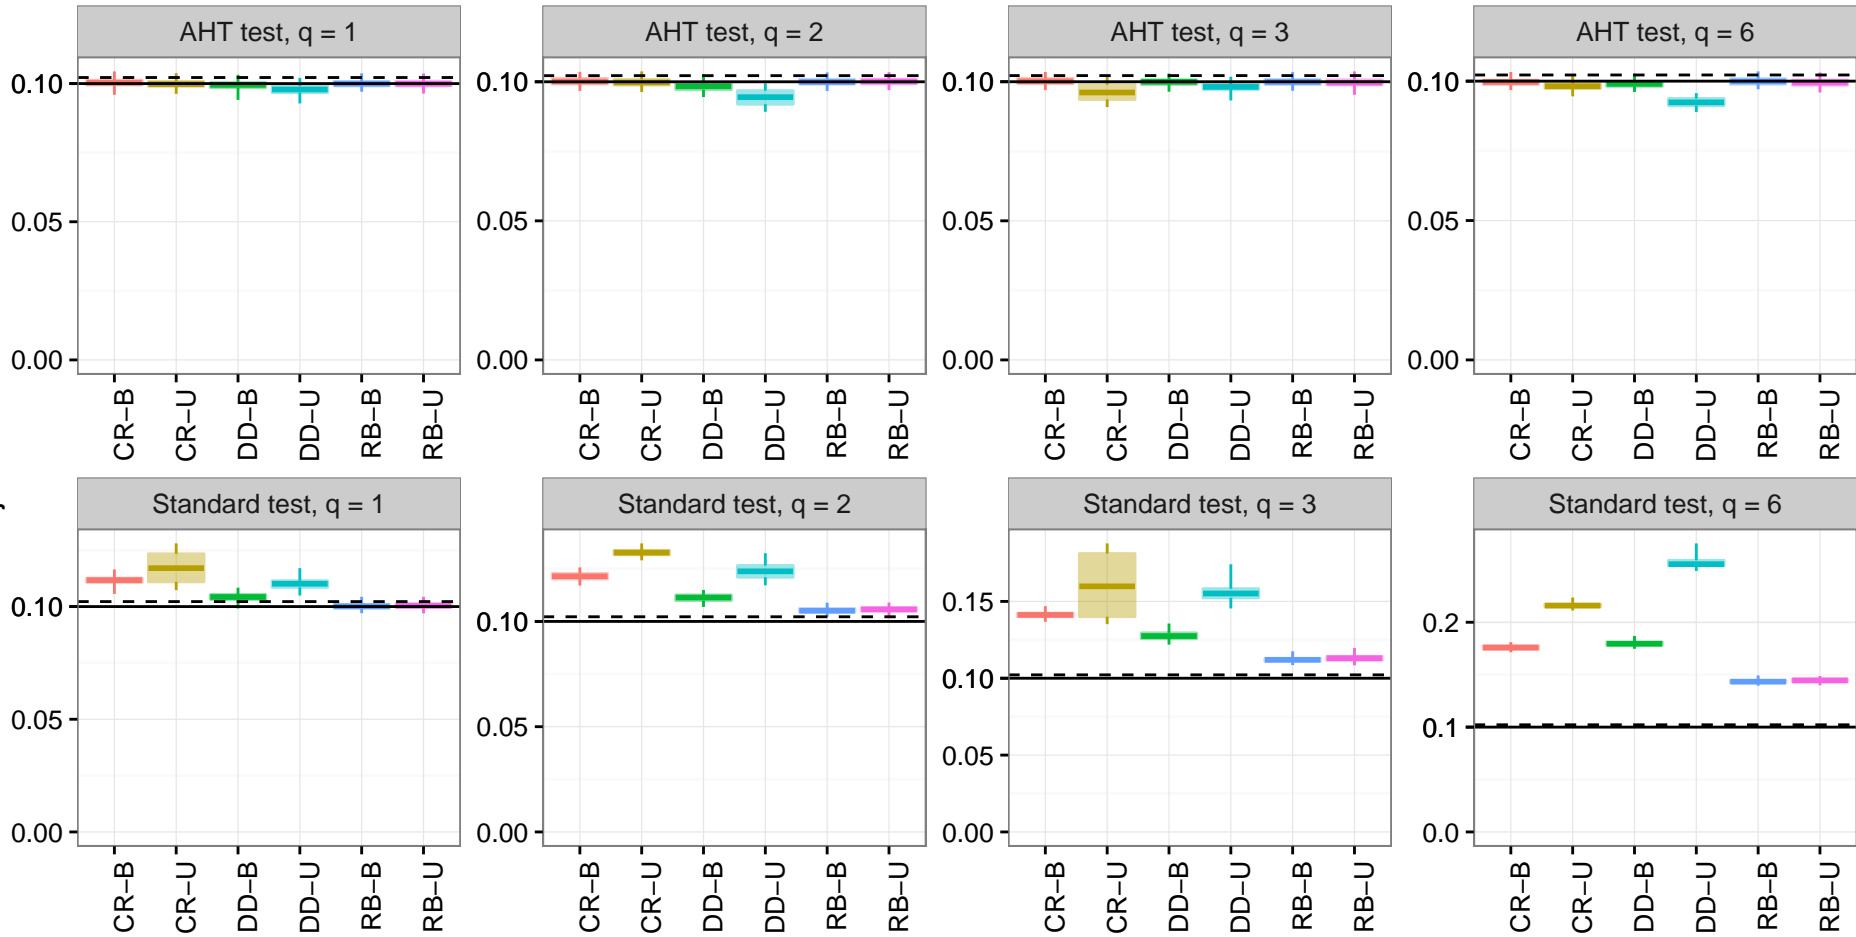 AHT test, q = 1
AHT test, q = 2
AHT test, q = 3
AHT test, q = 6
0.10
0.05
0.00
0.10
0.05
0.00
0.10
0.05
0.00
0.10
0.05
0.00
CR−B
CR−U
DD−B
DD−U
RB−B
RB−U
CR−B
CR−U
DD−B
DD−U
RB−B
RB−U
CR−B
CR−U
DD−B
DD−U
RB−B
RB−U
CR−B
CR−U
DD−B
DD−U
RB−B
RB−U
Standard test, q = 1
Standard test, q = 2
Standard test, q = 3
Standard test, q = 6
0.10
0.05
0.00
0.10
0.05
0.00
0.15
0.10
0.05
0.00
0.2
0.1
0.0
CR−B
CR−U
DD−B
DD−U
RB−B
RB−U
CR−B
CR−U
DD−B
DD−U
RB−B
RB−U
CR−B
CR−U
DD−B
DD−U
RB−B
RB−U
CR−B
CR−U
DD−B
DD−U
RB−B
RB−U